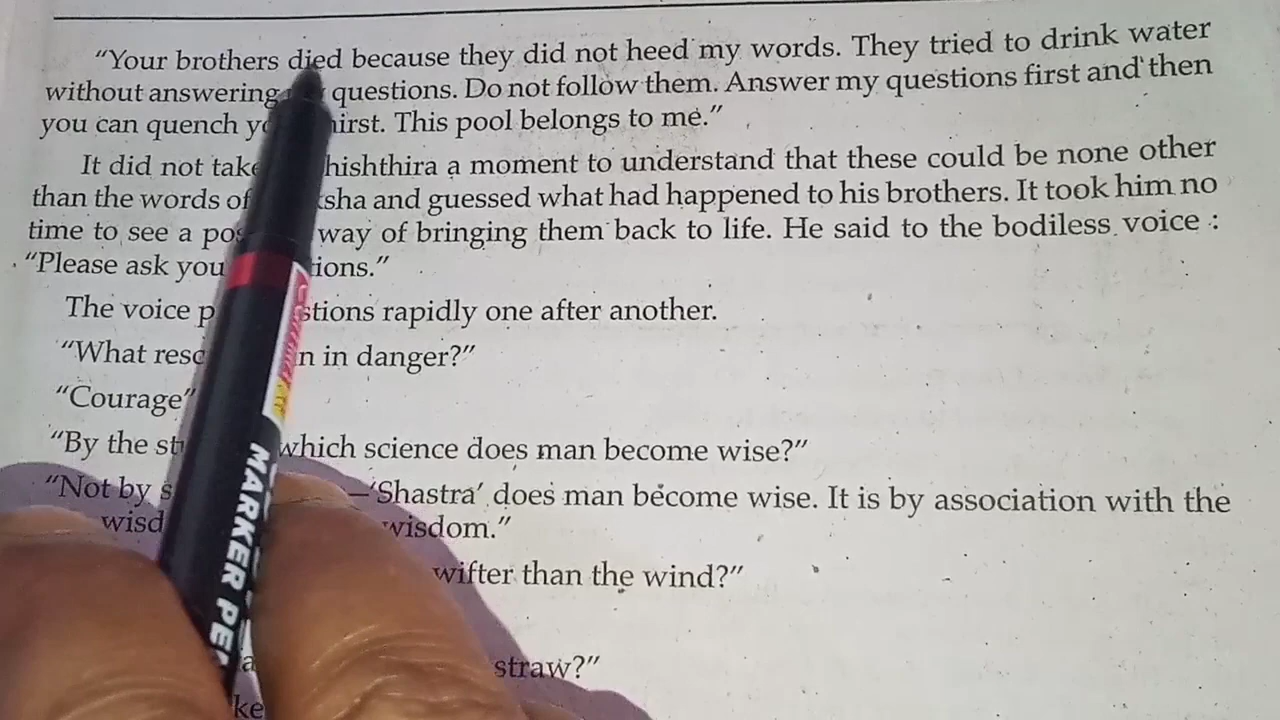 “Your brothers died because they did not heed my words. They tried to drink water
without answering questions. Do not follow them. Answer my questions first and then
you can quench hirst. This pool belongs to me.”
It did not take hishthira a moment to understand that these could be none other
than the words of ksha and guessed what had happened to his brothers. It took him no
time to see a pos way of bringing them back to life. He said to the bodiless voice :
“Please ask you tions.”
The voice p stions rapidly one after another.
“What resc n in danger?”
“Courage”
“By the stu which science does man become wise?”
“Not by s —‘Shastra’ does man become wise. It is by association with the
wisd wisdom.”
wifter than the wind?”
straw?”
ke
MARKER PE